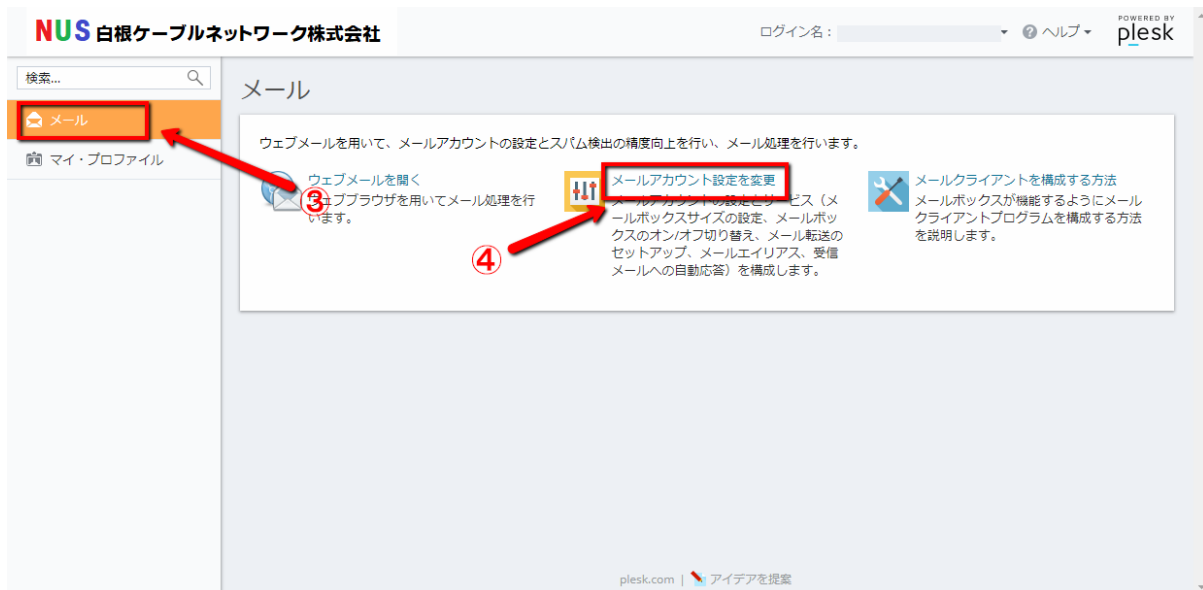 NUS 白根ケーブルネットワーク株式会社
ログイン名：
ヘルプ
POWERED BY
plesk
検索...
メール
マイ・プロファイル
メール
ウェブメールを用いて、メールアカウントの設定とスパム検出の精度向上を行い、メール処理を行います。
ウェブメールを開く
ウェブブラウザを用いてメール処理を行
います。
③
メールアカウント設定を変更
メールアカウントの設定とサービス（メ
ールボックスサイズの設定、メールボッ
クスのオン/オフ切り替え、メール転送の
セットアップ、メールエイリアス、受信
メールへの自動応答）を構成します。
④
メールクライアントを構成する方法
メールボックスが機能するようにメール
クライアントプログラムを構成する方法
を説明します。
plesk.com | アイデアを提案